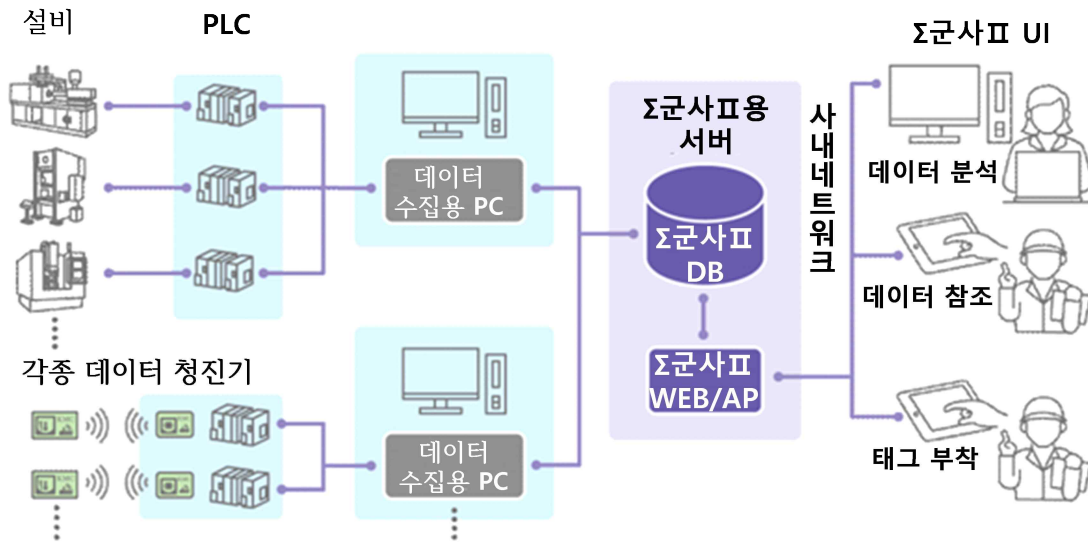 설비
PLC
Σ군사Ⅱ UI
데이터
수집용 PC
Σ군사Ⅱ용
서버
Σ군사Ⅱ
DB
Σ군사Ⅱ
WEB/AP
사내네트워크
데이터 분석
데이터 참조
태그 부착
각종 데이터 청진기
데이터
수집용 PC